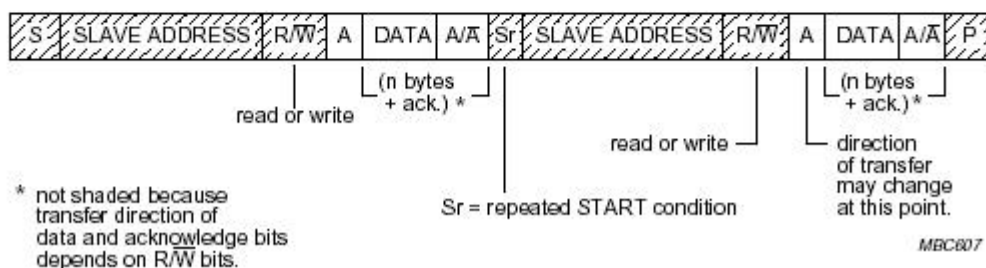 S SLAVE ADDRESS R/W̅ A DATA A/A̅ Sr SLAVE ADDRESS R/W̅ A DATA A/A̅ P
(n bytes + ack.) *
(n bytes + ack.) *
read or write
read or write
direction
of transfer
may change
at this point.
* not shaded because
transfer direction of
data and acknowledge bits
depends on R/W̅ bits.
Sr = repeated START condition
MBC607